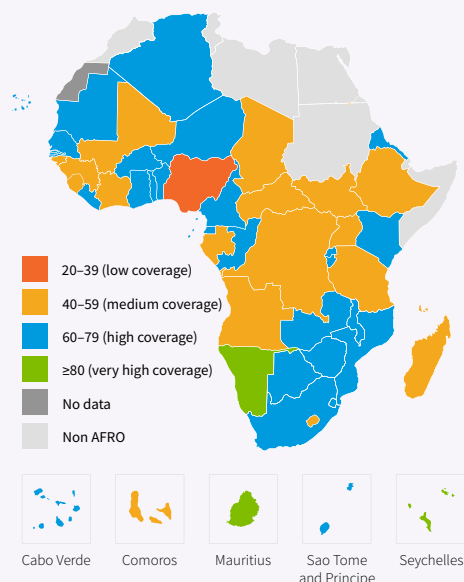 20–39 (low coverage)
40–59 (medium coverage)
60–79 (high coverage)
≥80 (very high coverage)
No data
Non AFRO
Cabo Verde
Comoros
Mauritius
Sao Tome
and Principe
Seychelles